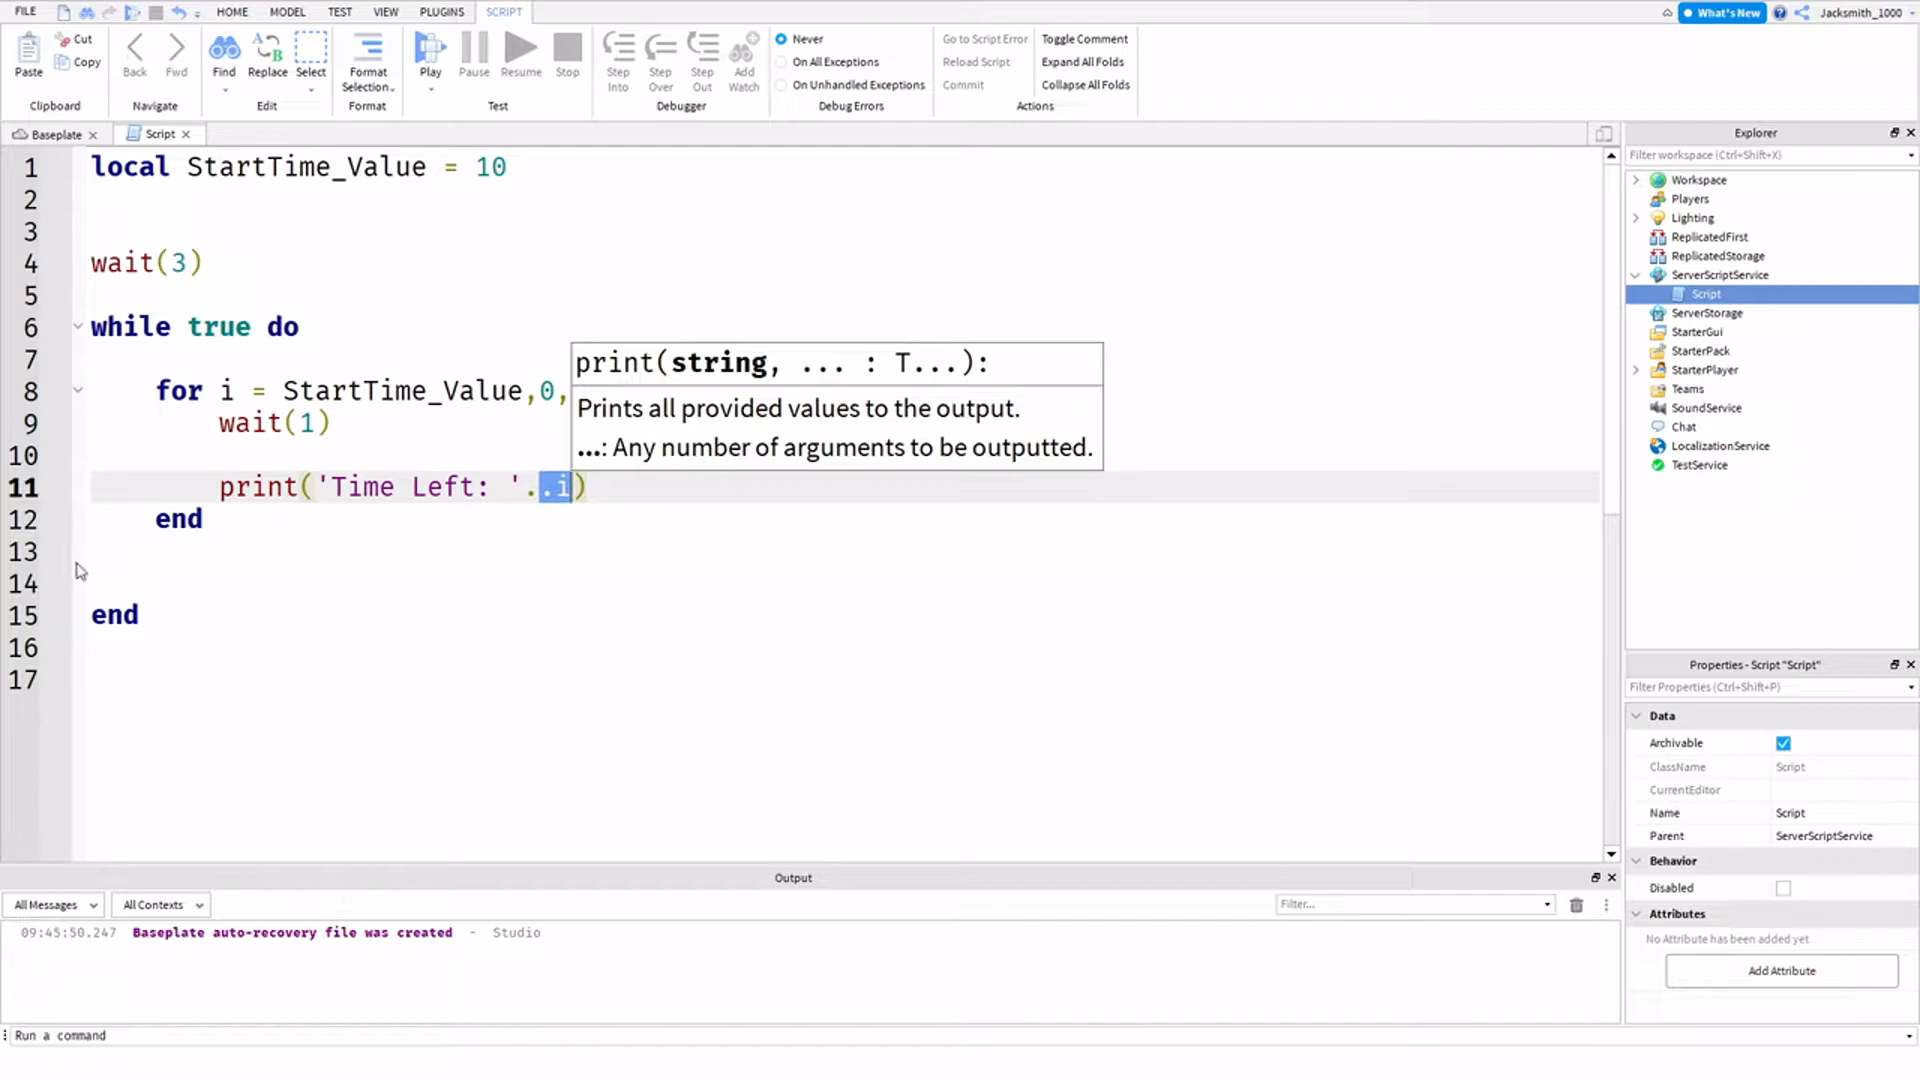 FILE HOME MODEL TEST VIEW PLUGINS SCRIPT What's New Jacksmith_1000
Paste Cut Copy Back Fwd Find Replace Select Format Selection Play Pause Resume Stop Step Into Step Over Step Out Add Watch Never Go to Script Error Toggle Comment
On All Exceptions Reload Script Expand All Folds
On Unhandled Exceptions Commit Collapse All Folds
Clipboard Navigate Edit Format Test Debugger Debug Errors Actions
Baseplate Script
1 local StartTime_Value = 10
2
3
4 wait(3)
5
6 while true do
7
8 for i = StartTime_Value,0,
9 wait(1)
10
11 print('Time Left: '..i)
12 end
13
14
15 end
16
17
print(string, ... : T...):
Prints all provided values to the output.
...: Any number of arguments to be outputted.
Explorer
Filter workspace (Ctrl+Shift+X)
Workspace
Players
Lighting
ReplicatedFirst
ReplicatedStorage
ServerScriptService
Script
ServerStorage
StarterGui
StarterPack
StarterPlayer
Teams
SoundService
Chat
LocalizationService
TestService
Properties - Script "Script"
Filter Properties (Ctrl+Shift+P)
Data
Archivable
ClassName Script
CurrentEditor
Name Script
Parent ServerScriptService
Behavior
Disabled
Attributes
No Attribute has been added yet
Add Attribute
Output
All Messages All Contexts Filter...
09:45:50.247 Baseplate auto-recovery file was created - Studio
Run a command